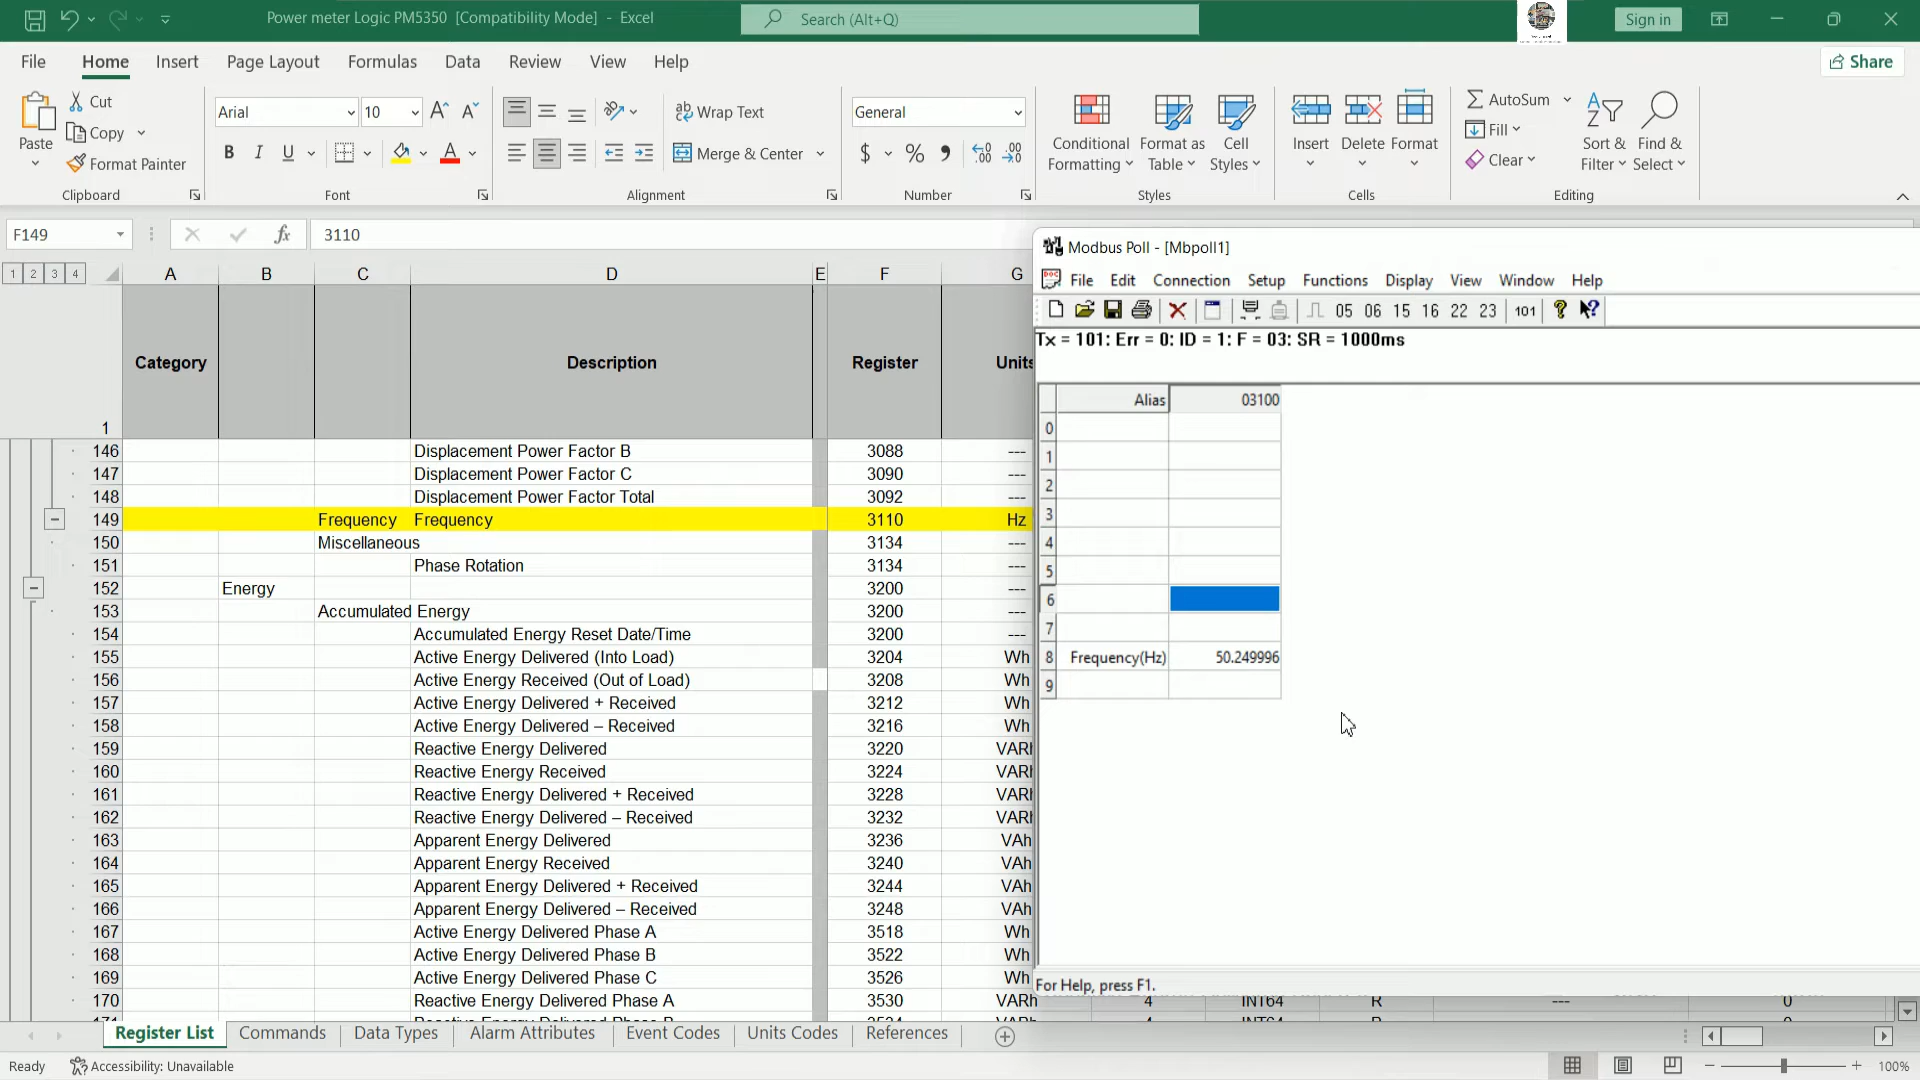 Power meter Logic PM5350 [Compatibility Mode] - Excel
Search (Alt+Q)
Sign in
File Home Insert Page Layout Formulas Data Review View Help
Share
Paste
Cut
Copy
Format Painter
Clipboard
Arial 10
B I U
Font
Wrap Text
Merge & Center
Alignment
General
$ % ,
Number
Conditional Formatting
Format as Table
Cell Styles
Styles
Insert
Delete
Format
Cells
AutoSum
Fill
Clear
Sort & Filter
Find & Select
Editing
F149 fx 3110
1 2 3 4 A B C D E F G
1 Category Description Register Units
146 Displacement Power Factor B 3088 ---
147 Displacement Power Factor C 3090 ---
148 Displacement Power Factor Total 3092 ---
149 Frequency Frequency 3110 Hz
150 Miscellaneous 3134 ---
151 Phase Rotation 3134 ---
152 Energy 3200 ---
153 Accumulated Energy 3200 ---
154 Accumulated Energy Reset Date/Time 3200 ---
155 Active Energy Delivered (Into Load) 3204 Wh
156 Active Energy Received (Out of Load) 3208 Wh
157 Active Energy Delivered + Received 3212 Wh
158 Active Energy Delivered – Received 3216 Wh
159 Reactive Energy Delivered 3220 VARh
160 Reactive Energy Received 3224 VARh
161 Reactive Energy Delivered + Received 3228 VARh
162 Reactive Energy Delivered – Received 3232 VARh
163 Apparent Energy Delivered 3236 VAh
164 Apparent Energy Received 3240 VAh
165 Apparent Energy Delivered + Received 3244 VAh
166 Apparent Energy Delivered – Received 3248 VAh
167 Active Energy Delivered Phase A 3518 Wh
168 Active Energy Delivered Phase B 3522 Wh
169 Active Energy Delivered Phase C 3526 Wh
170 Reactive Energy Delivered Phase A 3530 VARh 4 INT64 R --- 0
Modbus Poll - [Mbpoll1]
File Edit Connection Setup Functions Display View Window Help
05 06 15 16 22 23 101
Tx = 101: Err = 0: ID = 1: F = 03: SR = 1000ms
Alias 03100
0
1
2
3
4
5
6
7
8 Frequency(Hz) 50.249996
9
For Help, press F1.
Register List Commands Data Types Alarm Attributes Event Codes Units Codes References
Ready Accessibility: Unavailable 100%